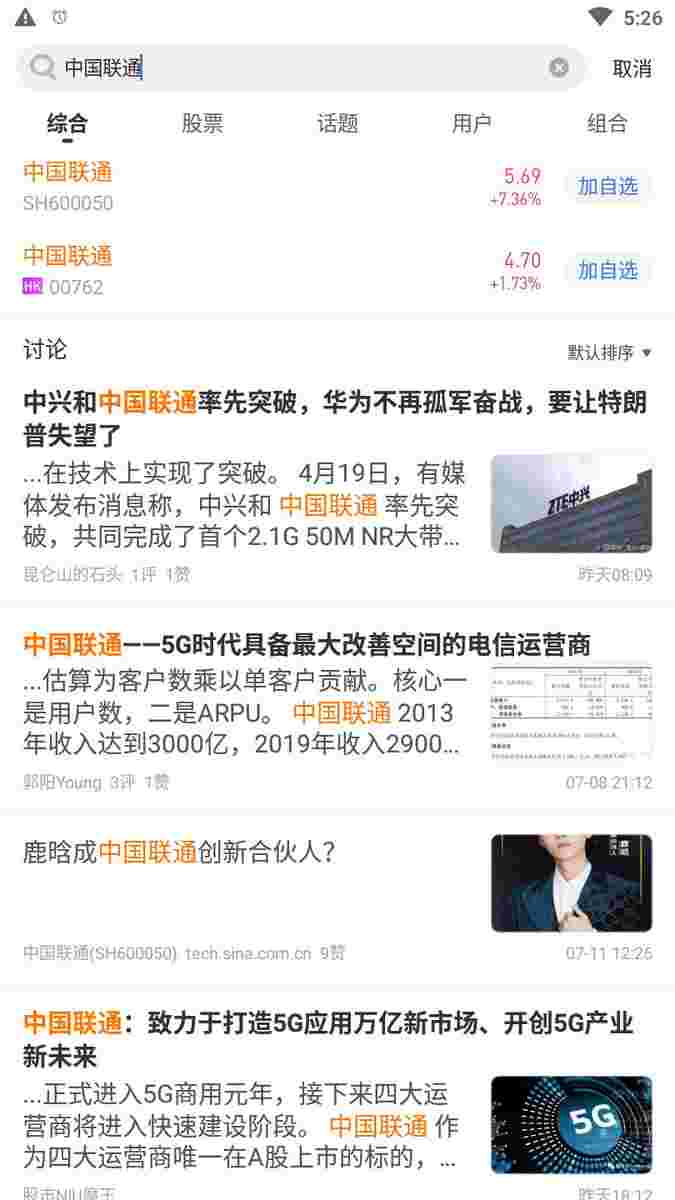 5:26
中国联通
取消
综合 股票 话题 用户 组合
中国联通 5.69 加自选
SH600050 +7.36%
中国联通 4.70 加自选
HK 00762 +1.73%
讨论 默认排序
中兴和中国联通率先突破，华为不再孤军奋战，要让特朗
普失望了
...在技术上实现了突破。 4月19日，有媒
体发布消息称，中兴和 中国联通 率先突
破，共同完成了首个2.1G 50M NR大带...
ZTE中兴
昆仑山的石头 1评 1赞 昨天08:09
中国联通——5G时代具备最大改善空间的电信运营商
...估算为客户数乘以单客户贡献。核心一
是用户数，二是ARPU。 中国联通 2013
年收入达到3000亿，2019年收入2900...
郭阳Young 3评 1赞 07-08 21:12
鹿晗成中国联通创新合伙人？
中国联通(SH600050) tech.sina.com.cn 9赞 07-11 12:26
中国联通：致力于打造5G应用万亿新市场、开创5G产业
新未来
...正式进入5G商用元年，接下来四大运
营商将进入快速建设阶段。 中国联通 作
为四大运营商唯一在A股上市的标的，...
5G
股市NIU魔王 昨天18:12